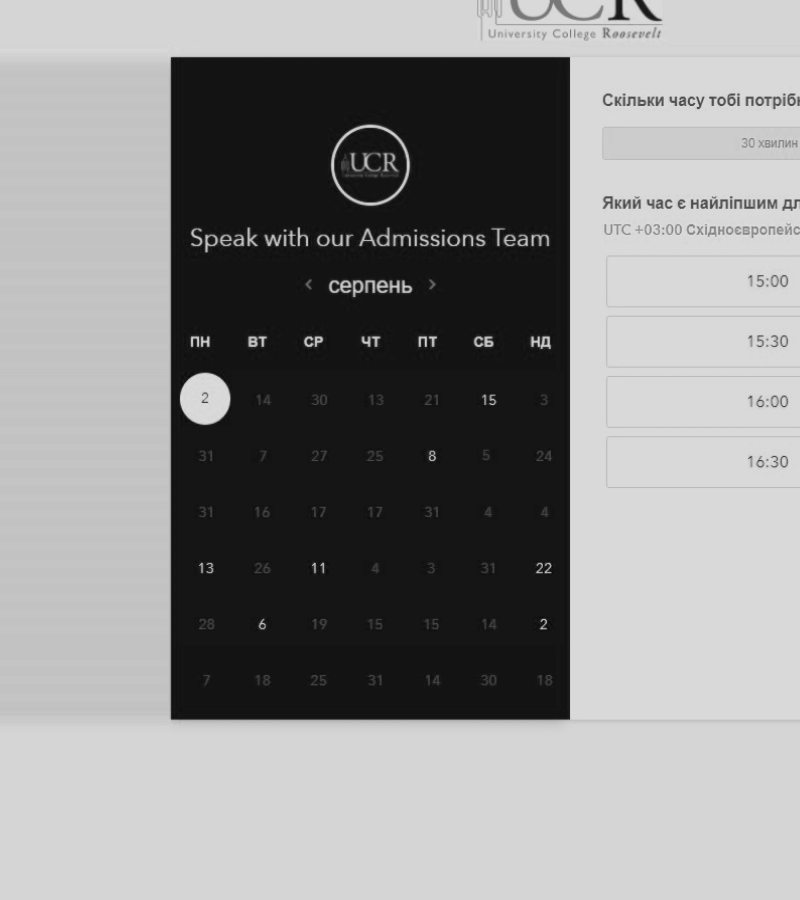 UCR
University College Roosevelt
UCR
Speak with our Admissions Team
серпень
ПН ВТ СР ЧТ ПТ СБ НД
2 14 30 13 21 15 3
31 7 27 25 8 5 24
31 16 17 17 31 4 4
13 26 11 4 3 31 22
28 6 19 15 15 14 2
7 18 25 31 14 30 18
Скільки часу тобі потріб
30 хвилин
Який час є найліпшим дл
UTC +03:00 Східноєвропейс
15:00
15:30
16:00
16:30